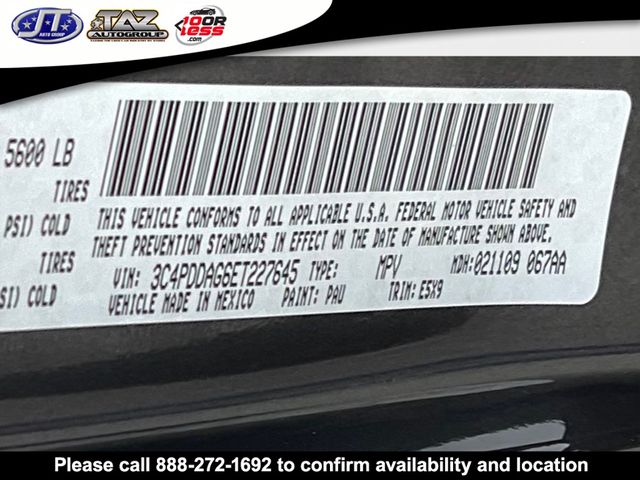 JT
AUTO GROUP
TAZ
AUTOGROUP
10 OR LESS
.com
5600 LB
TIRES
PSI) COLD
TIRES
SI) COLD
THIS VEHICLE CONFORMS TO ALL APPLICABLE U.S.A. FEDERAL MOTOR VEHICLE SAFETY AND
THEFT PREVENTION STANDARDS IN EFFECT ON THE DATE OF MANUFACTURE SHOWN ABOVE.
VIN: 3C4PDDAG6ET227645 TYPE: MPV MDH:021109 067AA
VEHICLE MADE IN MEXICO PAINT: PAU TRIM: E5X9
Please call 888-272-1692 to confirm availability and location